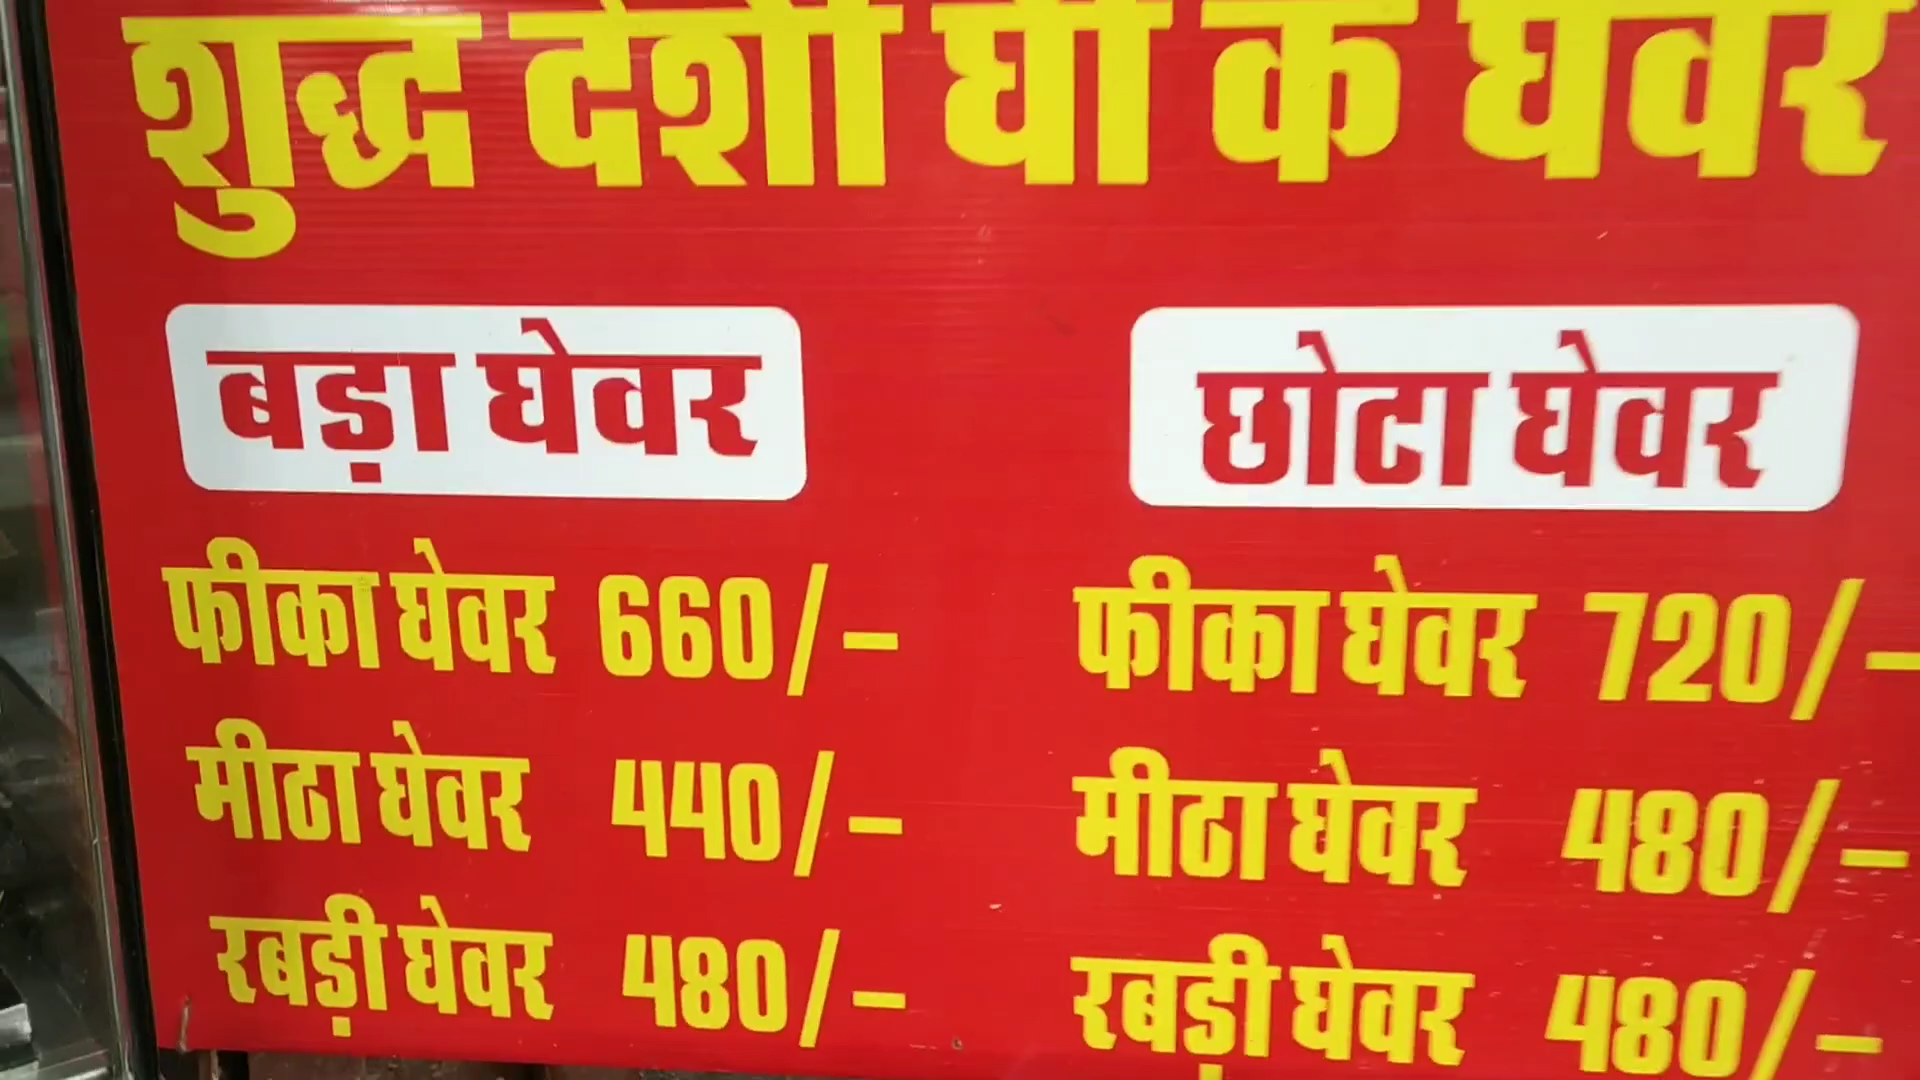 शुद्ध देशी घी के घेवर
बड़ा घेवर
फीका घेवर 660/-
मीठा घेवर 440/-
रबड़ी घेवर 480/-
छोटा घेवर
फीका घेवर 720/-
मीठा घेवर 480/-
रबड़ी घेवर 480/-